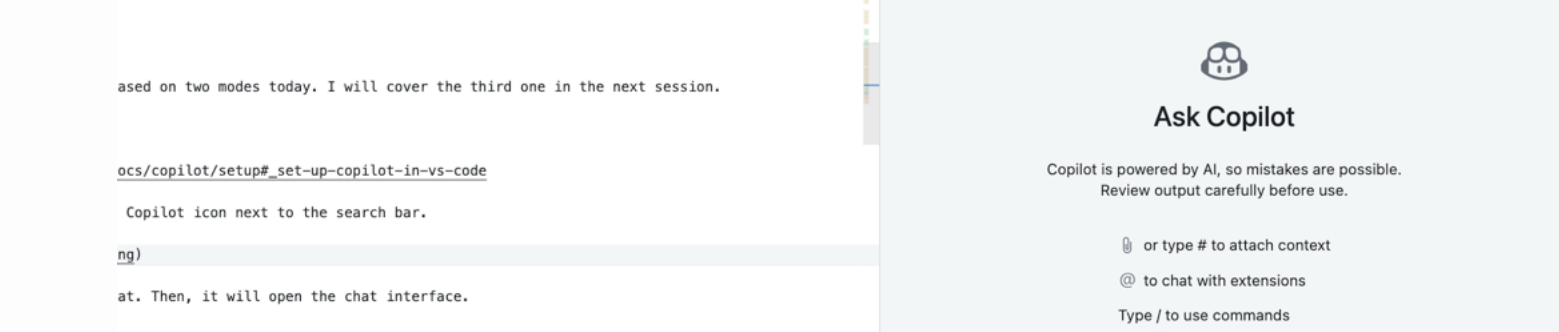 ased on two modes today. I will cover the third one in the next session.
ocs/copilot/setup#_set-up-copilot-in-vs-code
Copilot icon next to the search bar.
ng)
at. Then, it will open the chat interface.
Ask Copilot
Copilot is powered by AI, so mistakes are possible.
Review output carefully before use.
or type # to attach context
@ to chat with extensions
Type / to use commands